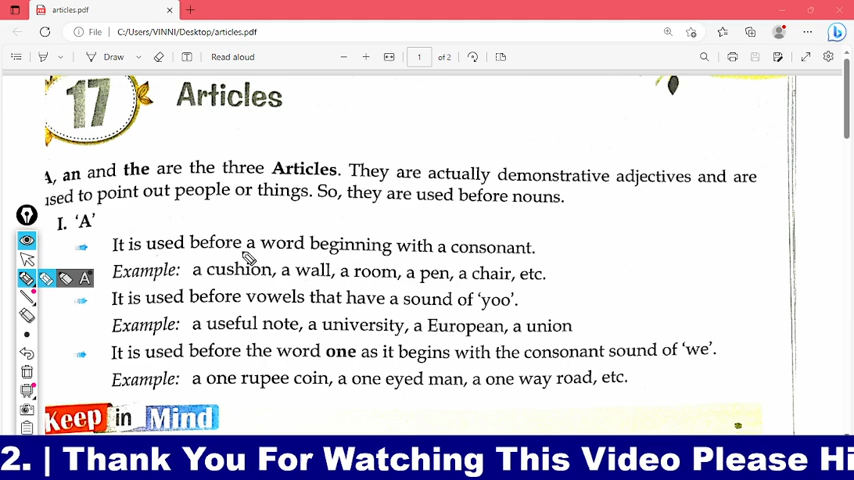 articles.pdf
File C:/Users/VINNI/Desktop/articles.pdf
Draw Read aloud 1 of 2
17 Articles
A, an and the are the three Articles. They are actually demonstrative adjectives and are
used to point out people or things. So, they are used before nouns.
I. 'A'
It is used before a word beginning with a consonant.
Example: a cushion, a wall, a room, a pen, a chair, etc.
It is used before vowels that have a sound of 'yoo'.
Example: a useful note, a university, a European, a union
It is used before the word one as it begins with the consonant sound of 'we'.
Example: a one rupee coin, a one eyed man, a one way road, etc.
Keep in Mind
2. | Thank You For Watching This Video Please Hi